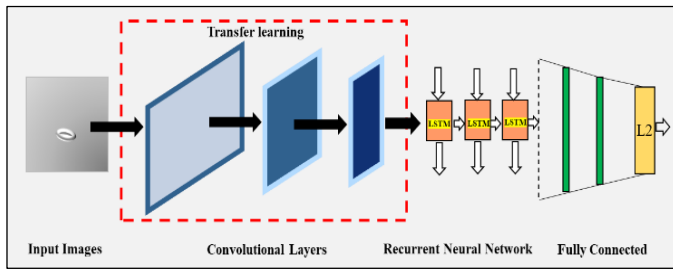 Transfer learning
LSTM
LSTM
LSTM
L2
Input Images
Convolutional Layers
Recurrent Neural Network
Fully Connected